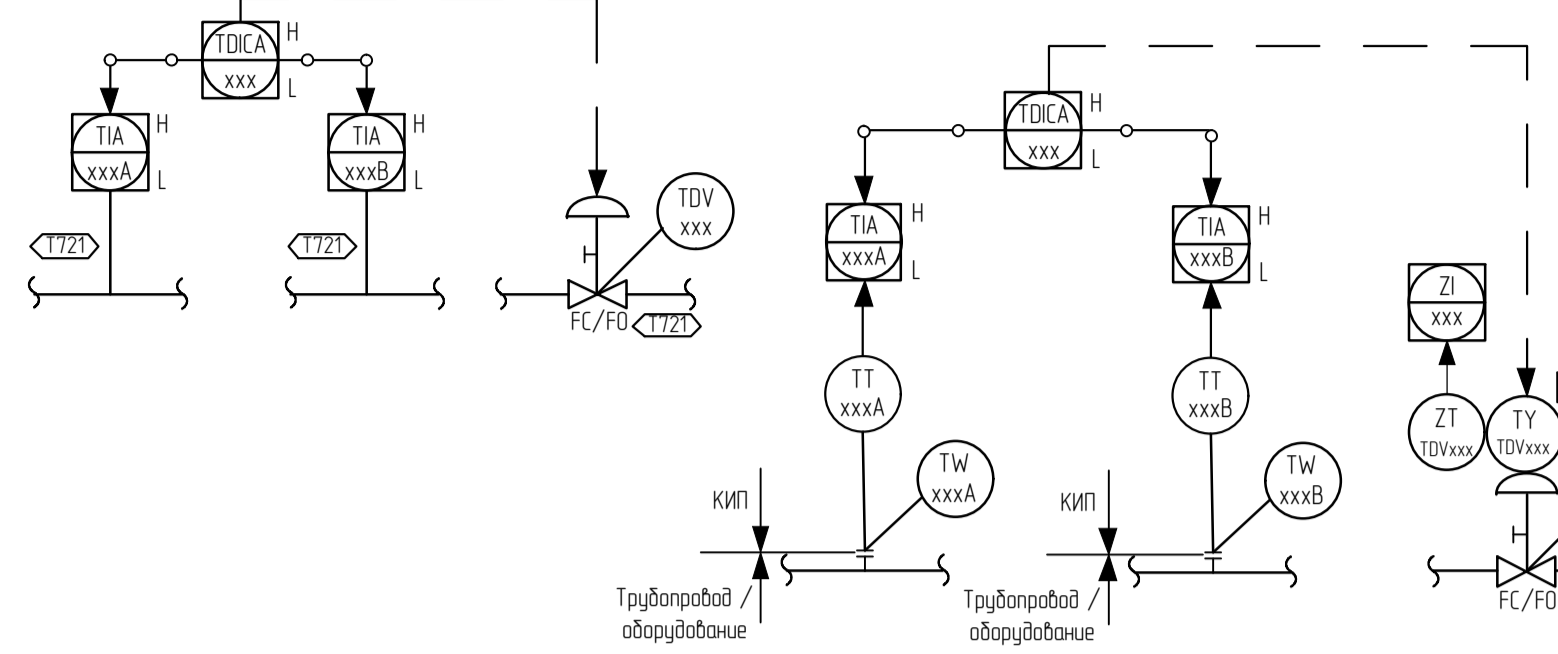 TDICA
xxx
H
L
TIA
xxxA
H
L
TIA
xxxB
H
L
T721
T721
TDV
xxx
FC/FO
T721
TDICA
xxx
H
L
TIA
xxxA
H
L
TIA
xxxB
H
L
TT
xxxA
TT
xxxB
TW
xxxA
TW
xxxB
КИП
Трубопровод /
оборудование
КИП
Трубопровод /
оборудование
ZI
xxx
ZT
TDVxxx
TY
TDVxxx
FC/FO